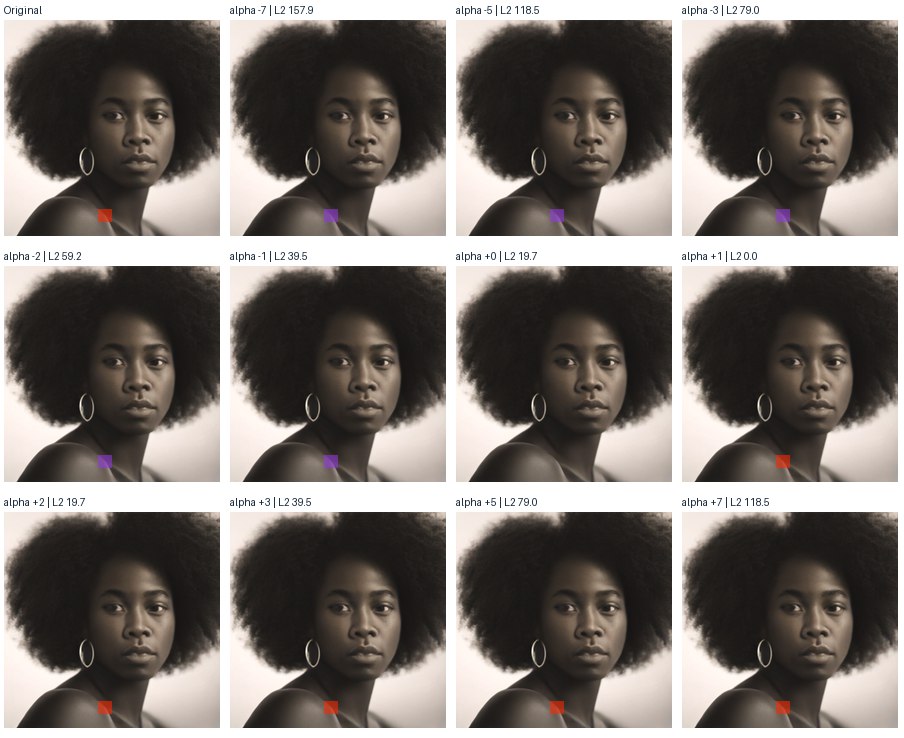 Original
alpha -7 | L2 157.9
alpha -5 | L2 118.5
alpha -3 | L2 79.0
alpha -2 | L2 59.2
alpha -1 | L2 39.5
alpha +0 | L2 19.7
alpha +1 | L2 0.0
alpha +2 | L2 19.7
alpha +3 | L2 39.5
alpha +5 | L2 79.0
alpha +7 | L2 118.5